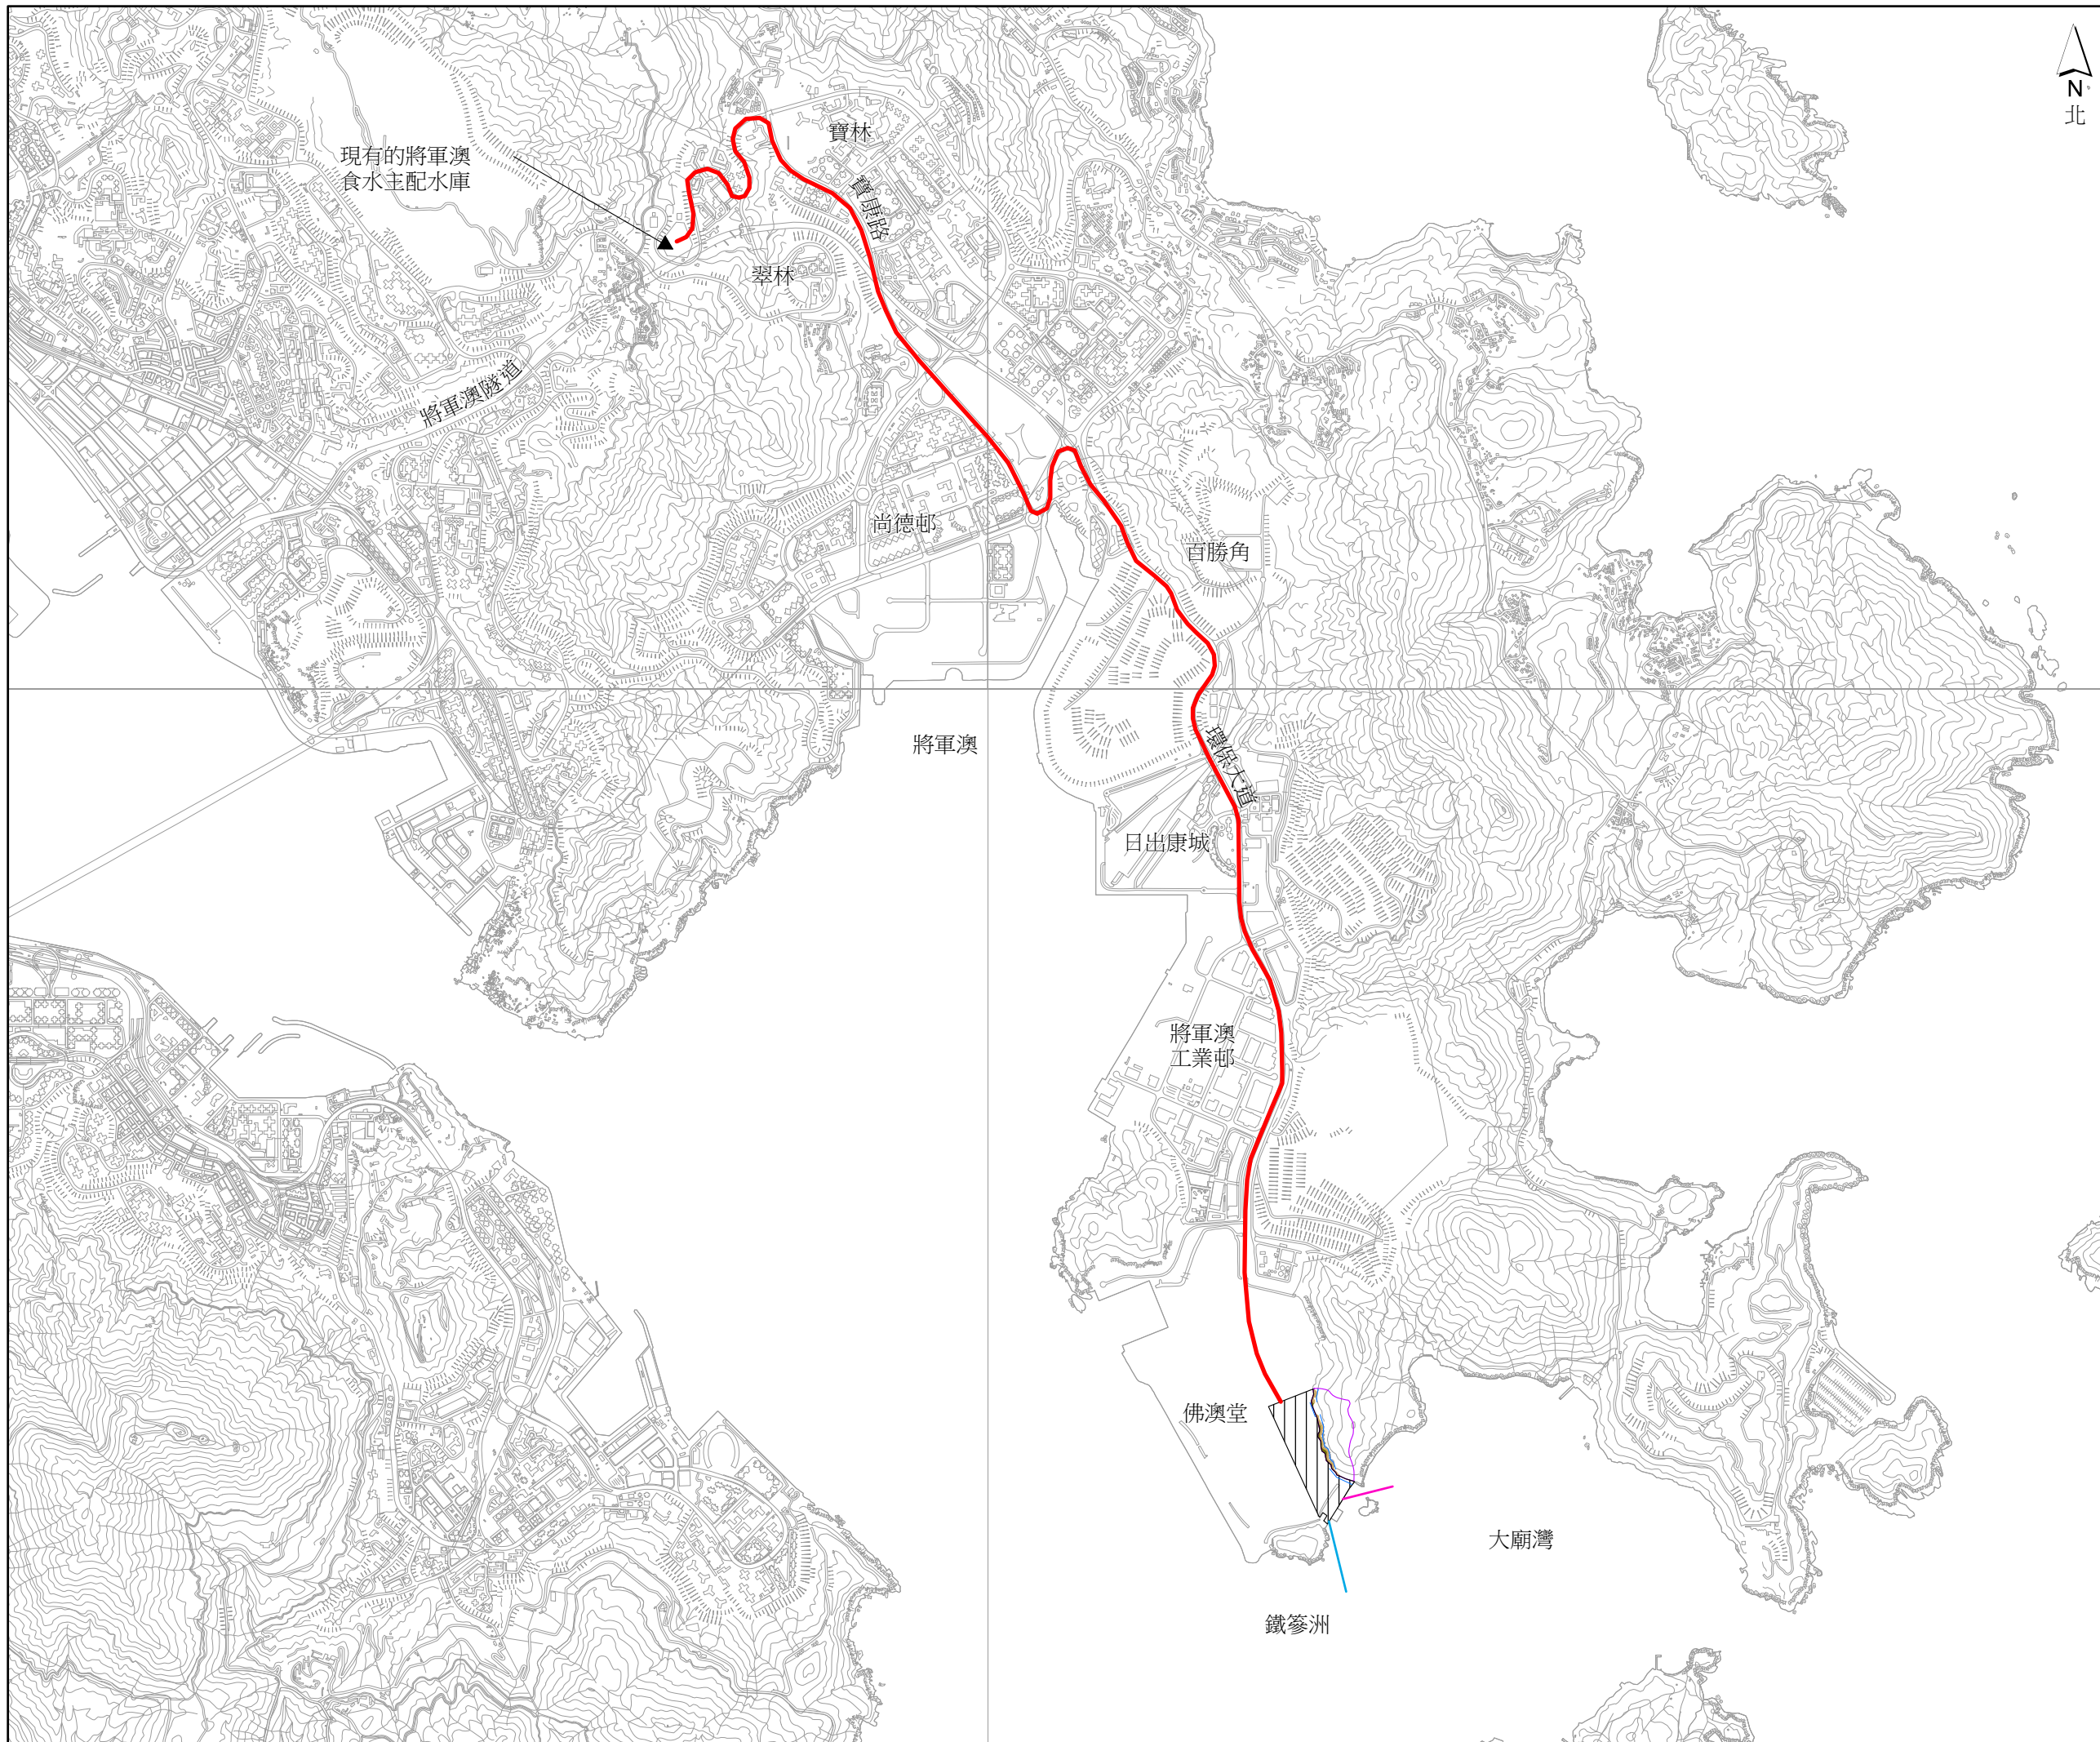 N
北
寶林
現有的將軍澳
食水主配水庫
寶康路
翠林
將軍澳隧道
尚德邨
百勝角
將軍澳
環保大道
日出康城
將軍澳
工業邨
佛澳堂
大廟灣
鐵篸洲